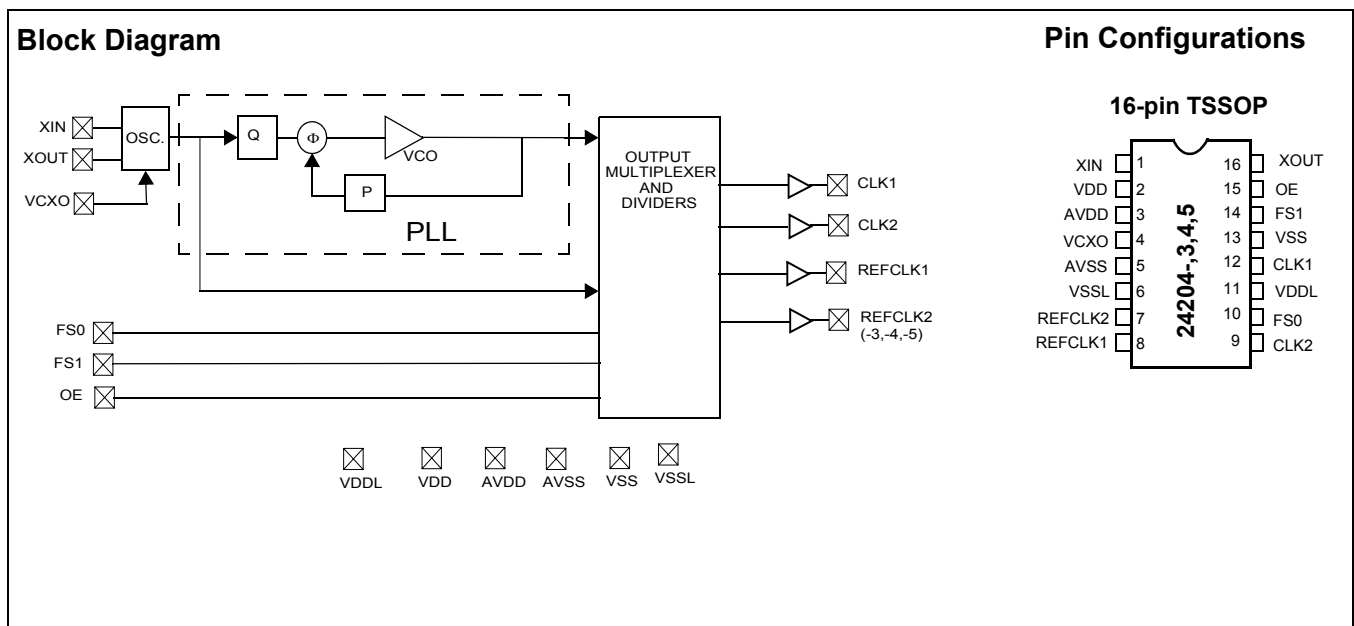 Block Diagram
Pin Configurations
XIN
XOUT
VCXO
OSC.
Q
Φ
VCO
P
PLL
OUTPUT
MULTIPLEXER
AND
DIVIDERS
CLK1
CLK2
REFCLK1
REFCLK2
(-3,-4,-5)
FS0
FS1
OE
VDDL
VDD
AVDD
AVSS
VSS
VSSL
16-pin TSSOP
24204-,3,4,5
XIN 1 16 XOUT
VDD 2 15 OE
AVDD 3 14 FS1
VCXO 4 13 VSS
AVSS 5 12 CLK1
VSSL 6 11 VDDL
REFCLK2 7 10 FS0
REFCLK1 8 9 CLK2